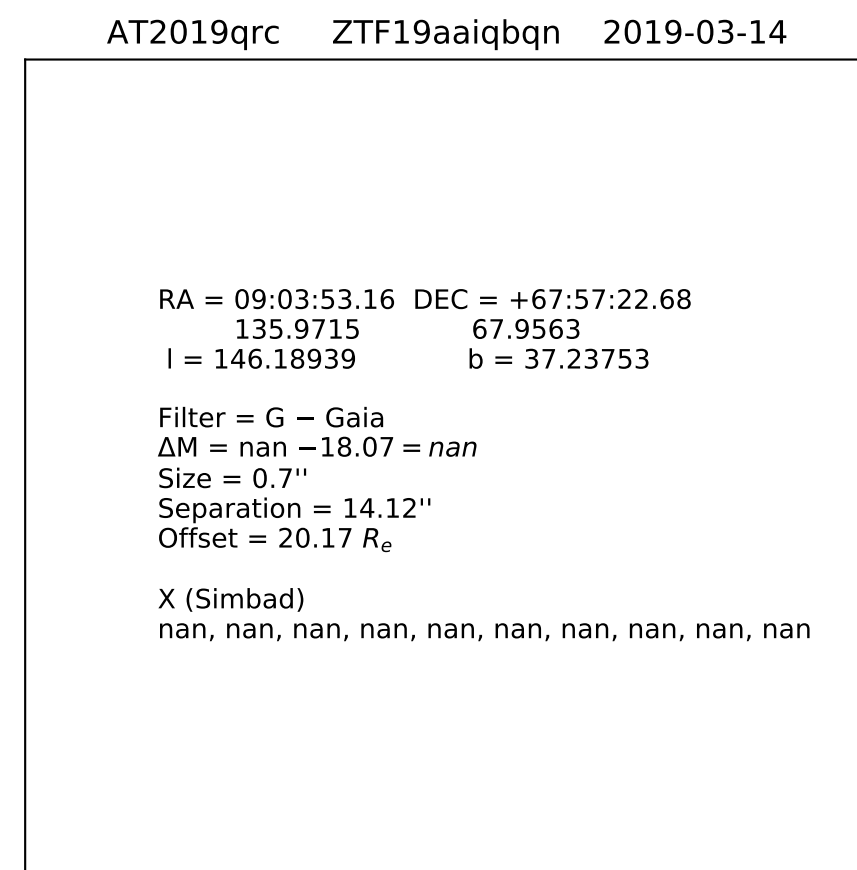 AT2019qrc ZTF19aaiqbqn 2019-03-14
RA = 09:03:53.16 DEC = +67:57:22.68
135.9715 67.9563
l = 146.18939 b = 37.23753
Filter = G − Gaia
ΔM = nan −18.07 = nan
Size = 0.7''
Separation = 14.12''
Offset = 20.17 Re
X (Simbad)
nan, nan, nan, nan, nan, nan, nan, nan, nan, nan